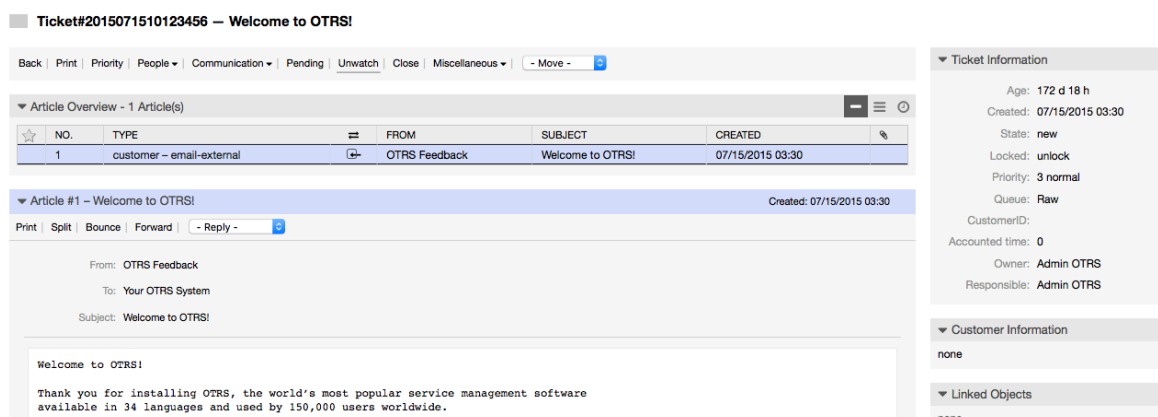 Ticket#2015071510123456 — Welcome to OTRS!
Back | Print | Priority | People | Communication | Pending | Unwatch | Close | Miscellaneous | - Move -
Article Overview - 1 Article(s)
NO. TYPE FROM SUBJECT CREATED
1 customer – email-external OTRS Feedback Welcome to OTRS! 07/15/2015 03:30
Article #1 – Welcome to OTRS! Created: 07/15/2015 03:30
Print | Split | Bounce | Forward | - Reply -
From: OTRS Feedback
To: Your OTRS System
Subject: Welcome to OTRS!
Welcome to OTRS!
Thank you for installing OTRS, the world's most popular service management software
available in 34 languages and used by 150,000 users worldwide.
Ticket Information
Age: 172 d 18 h
Created: 07/15/2015 03:30
State: new
Locked: unlock
Priority: 3 normal
Queue: Raw
CustomerID:
Accounted time: 0
Owner: Admin OTRS
Responsible: Admin OTRS
Customer Information
none
Linked Objects